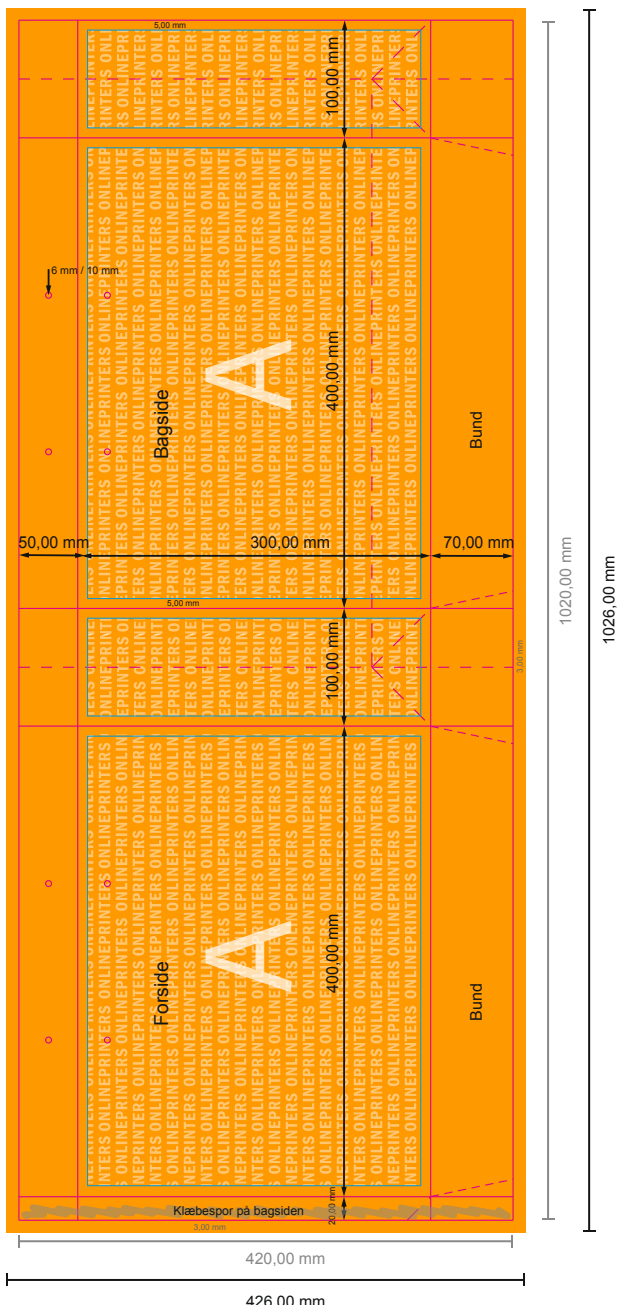 5,00 mm
100,00 mm
6 mm / 10 mm
400,00 mm
A
Bagside
Bund
50,00 mm
300,00 mm
70,00 mm
1020,00 mm
1026,00 mm
5,00 mm
100,00 mm
3,00 mm
400,00 mm
A
Forside
Bund
ONLINEPRINTERS ONLINEPRINTERS ONLINEPRINTERS
Klæbespor på bagsiden
20,00 mm
3,00 mm
420,00 mm
426,00 mm